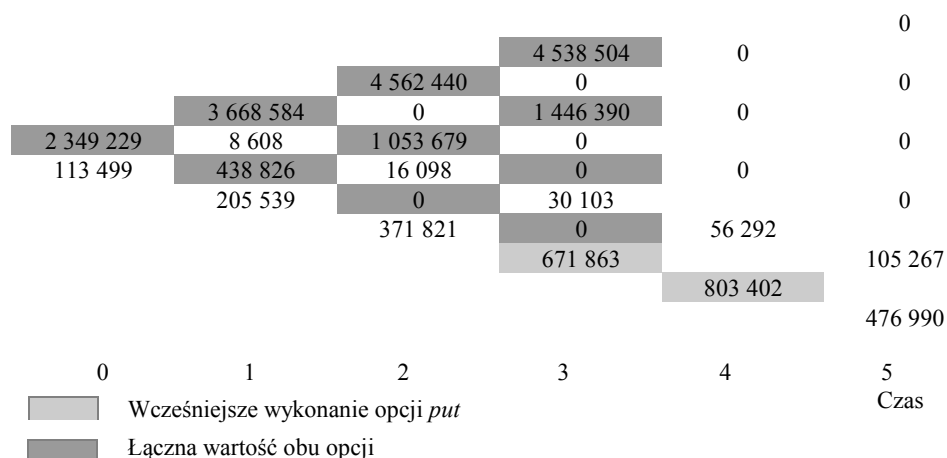 0
4 538 504 0
4 562 440 0 0
3 668 584 0 1 446 390 0
2 349 229 8 608 1 053 679 0 0
113 499 438 826 16 098 0 0
205 539 0 30 103 0
371 821 0 56 292
671 863 105 267
803 402
476 990
0 1 2 3 4 5
Czas
Wcześniejsze wykonanie opcji put
Łączna wartość obu opcji